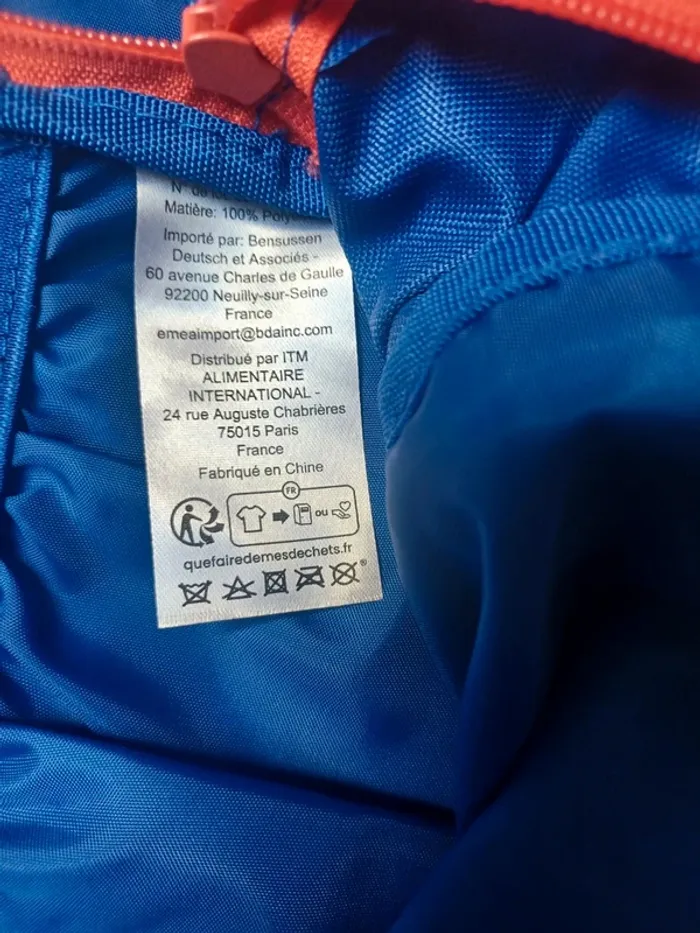 N° de
Matière: 100%
Importé par: Bensussen
Deutsch et Associés -
60 avenue Charles de Gaulle
92200 Neuilly-sur-Seine
France
emeaimport@bdainc.com
Distribué par ITM
ALIMENTAIRE
INTERNATIONAL -
24 rue Auguste Chabrières
75015 Paris
France
Fabriqué en Chine
FR
ou
quefairedemesdechets.fr